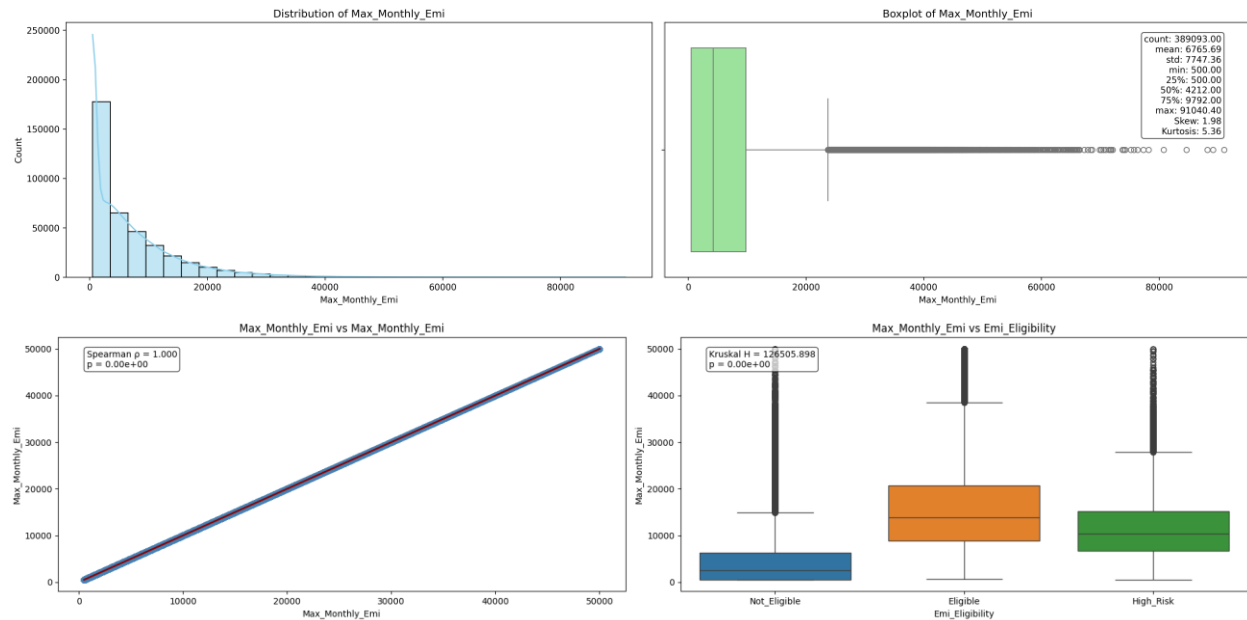 Distribution of Max_Monthly_Emi
250000
200000
150000
100000
50000
0
Count
0 20000 40000 60000 80000
Max_Monthly_Emi
Boxplot of Max_Monthly_Emi
count: 389093.00
mean: 6765.69
std: 7747.36
min: 500.00
25%: 500.00
50%: 4212.00
75%: 9792.00
max: 91040.40
Skew: 1.98
Kurtosis: 5.36
0 20000 40000 60000 80000
Max_Monthly_Emi
Max_Monthly_Emi vs Max_Monthly_Emi
Spearman ρ = 1.000
p = 0.00e+00
50000
40000
30000
20000
10000
0
Max_Monthly_Emi
0 10000 20000 30000 40000 50000
Max_Monthly_Emi
Max_Monthly_Emi vs Emi_Eligibility
Kruskal H = 126505.898
p = 0.00e+00
50000
40000
30000
20000
10000
0
Max_Monthly_Emi
Not_Eligible Eligible High_Risk
Emi_Eligibility